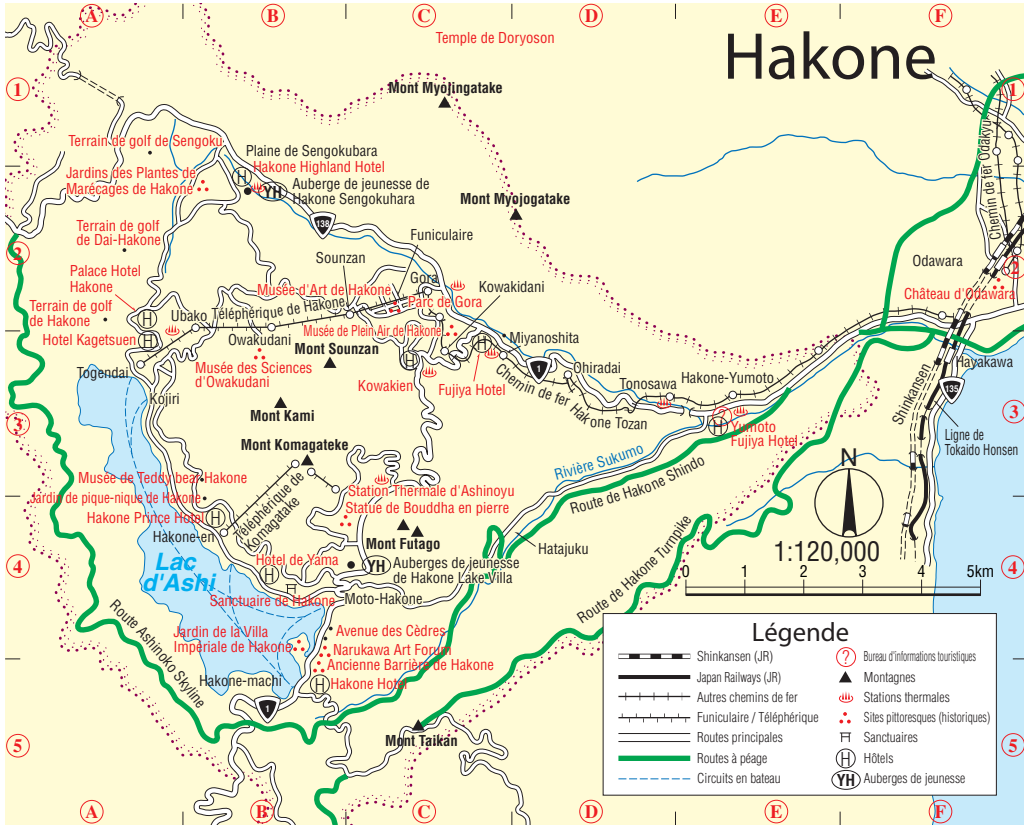 A
B
C
D
E
F
Hakone
Temple de Doryoson
1
1
Mont Myojingatake
Terrain de golf de Sengoku
Plaine de Sengokubara
Hakone Highland Hotel
Jardins des Plantes de
Marécages de Hakone
H
YH
Auberge de jeunesse de
Hakone Sengokuhara
Chemin de fer Odakyu
Mont Myojogatake
138
Terrain de golf
de Dai-Hakone
Funiculaire
2
2
Sounzan
Odawara
Palace Hotel
Hakone
Gora
Kowakidani
Musée d'Art de Hakone
Château d'Odawara
Terrain de golf
de Hakone
Parc de Gora
Téléphérique de Hakone
Ubako
H
Musée de Plein Air de Hakone
Miyanoshita
Hotel Kagetsuen
H
Owakudani
H
Mont Sounzan
H
Togendai
Musée des Sciences
d'Owakudani
Kowakien
Fujiya Hotel
1
Ohiradai
Tonosawa
Hakone-Yumoto
Hayakawa
135
Shinkansen
Chemin de fer Hakone Tozan
Kojiri
Mont Kami
3
3
?
H
Yumoto
Fujiya Hotel
Ligne de
Tokaido Honsen
Mont Komagateke
Rivière Sukumo
N
Musée de Teddy bear Hakone
Station Thermale d'Ashinoyu
Route de Hakone Shindo
Jardin de pique-nique de Hakone
Statue de Bouddha en pierre
Téléphérique de
Komagatake
Hakone Prince Hotel
H
Hakone-en
Mont Futago
Hatajuku
1:120,000
Lac
d'Ashi
Hotel de Yama
H
YH
Auberges de jeunesse
de Hakone Lake Villa
4
4
0 1 2 3 4 5km
Route de Hakone Turnpike
Sanctuaire de Hakone
Moto-Hakone
Route Ashinoko Skyline
Jardin de la Villa
Impériale de Hakone
Avenue des Cèdres
Narukawa Art Forum
Ancienne Barrière de Hakone
Hakone-machi
H
Hakone Hotel
1
Mont Taikan
5
5
Légende
Shinkansen (JR)
Japan Railways (JR)
Autres chemins de fer
Funiculaire / Téléphérique
Routes principales
Routes à péage
Circuits en bateau
? Bureau d'informations touristiques
Montagnes
Stations thermales
Sites pittoresques (historiques)
Sanctuaires
H Hôtels
YH Auberges de jeunesse
A
B
C
D
E
F